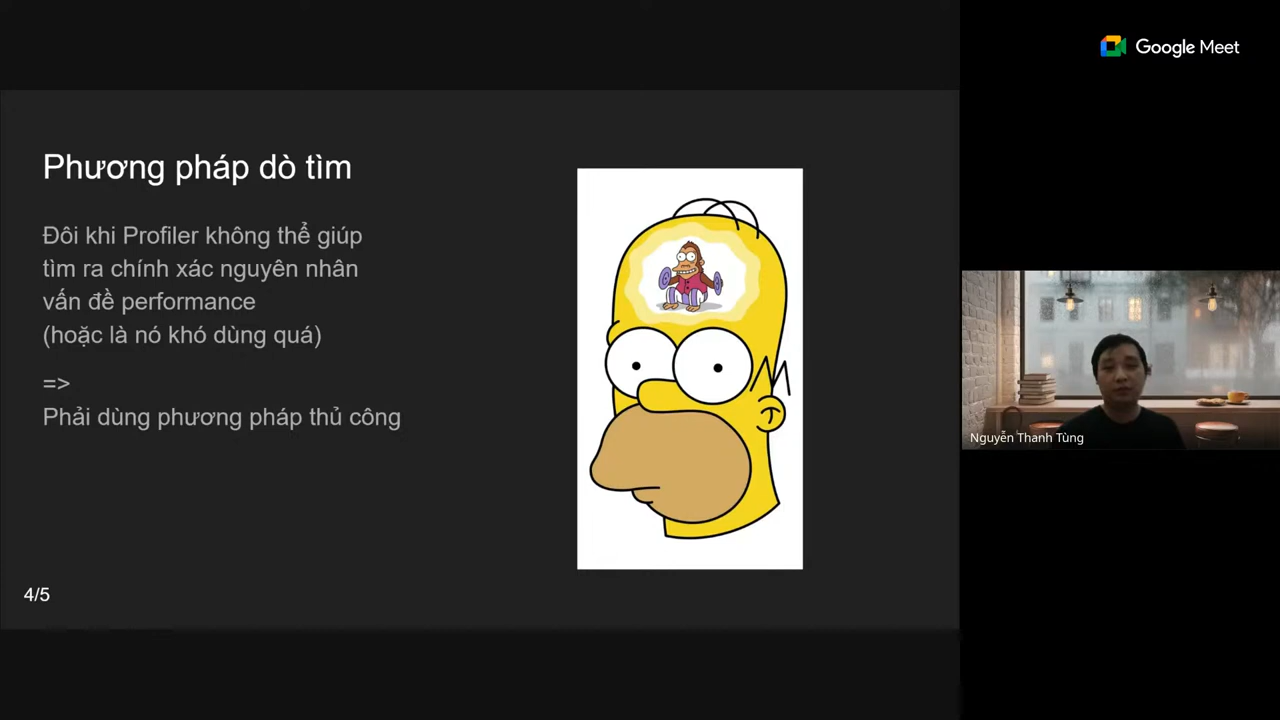 Google Meet
Phương pháp dò tìm
Đôi khi Profiler không thể giúp
tìm ra chính xác nguyên nhân
vấn đề performance
(hoặc là nó khó dùng quá)
=>
Phải dùng phương pháp thủ công
4/5
Nguyễn Thanh Tùng